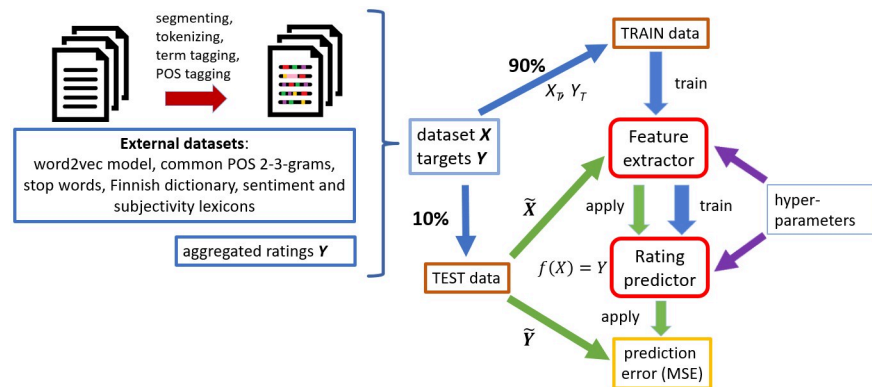 segmenting,
tokenizing,
term tagging,
POS tagging
External datasets:
word2vec model, common POS 2-3-grams,
stop words, Finnish dictionary, sentiment and
subjectivity lexicons
aggregated ratings Y
dataset X
targets Y
90%
X_T, Y_T
TRAIN data
train
Feature
extractor
10%
X̃
apply
train
hyper-
parameters
TEST data
f(X) = Y
Rating
predictor
Ỹ
apply
prediction
error (MSE)